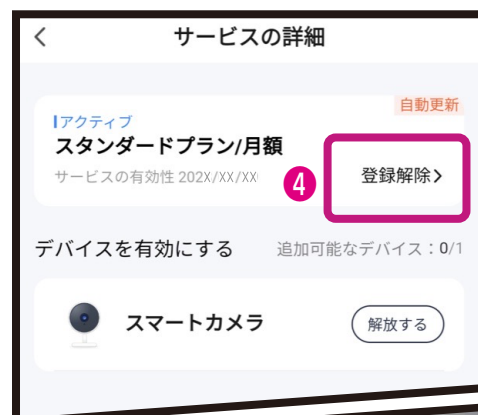 サービスの詳細
自動更新
アクティブ
スタンダードプラン/月額
サービスの有効性 202X/XX/XX
4
登録解除
デバイスを有効にする 追加可能なデバイス：0/1
スマートカメラ
解放する